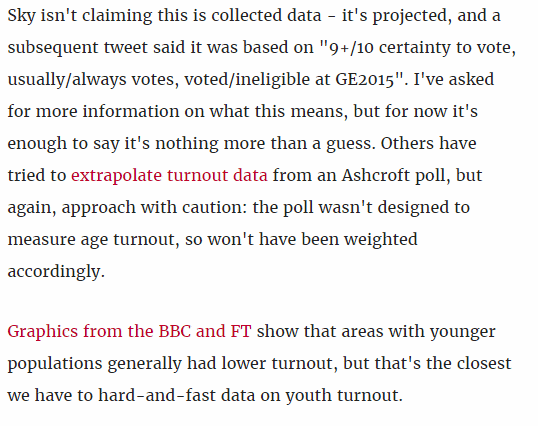 Sky isn't claiming this is collected data - it's projected, and a
subsequent tweet said it was based on "9+/10 certainty to vote,
usually/always votes, voted/ineligible at GE2015". I've asked
for more information on what this means, but for now it's
enough to say it's nothing more than a guess. Others have
tried to extrapolate turnout data from an Ashcroft poll, but
again, approach with caution: the poll wasn't designed to
measure age turnout, so won't have been weighted
accordingly.
Graphics from the BBC and FT show that areas with younger
populations generally had lower turnout, but that's the closest
we have to hard-and-fast data on youth turnout.